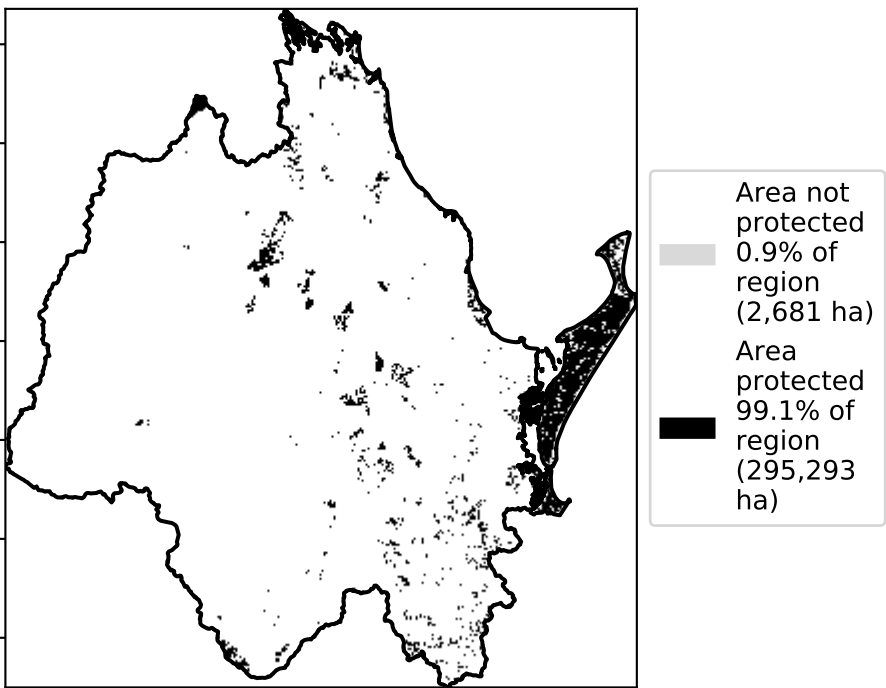 Area not
protected
0.9% of
region
(2,681 ha)
Area
protected
99.1% of
region
(295,293
ha)